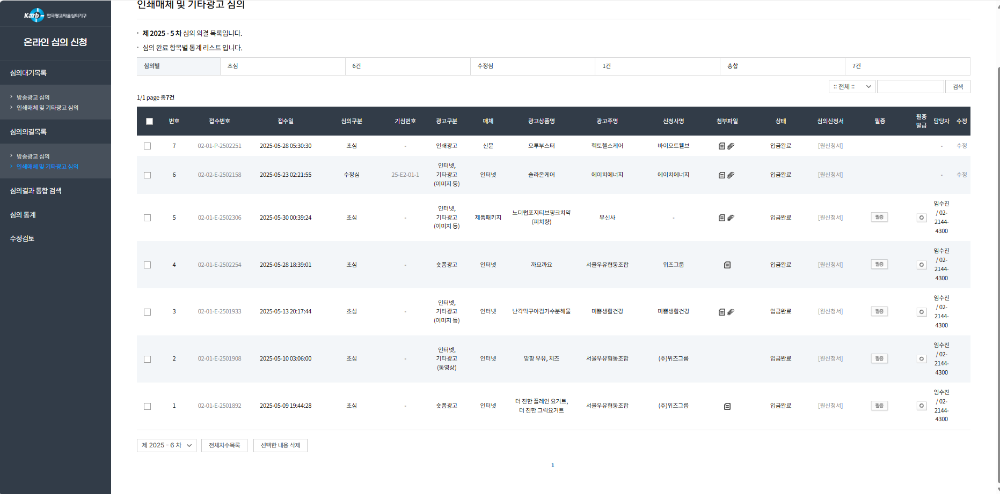 Karb 한국광고자율심의기구
온라인 심의 신청
심의대기목록
방송광고 심의
인쇄매체 및 기타광고 심의
심의의결목록
방송광고 심의
인쇄매체 및 기타광고 심의
심의결과 통합 검색
심의 통계
수정검토
인쇄매체 및 기타광고 심의
제 2025 - 5 차 심의 의결 목록입니다.
심의 완료 항목별 통계 리스트 입니다.
심의별 초심 6건 수정심 1건 총합 7건
:: 전체 :: 검색
1/1 page 총7건
번호 접수번호 접수일 심의구분 기심번호 광고구분 매체 광고상품명 광고주명 신청사명 첨부파일 상태 심의신청서 필증 필증 발급 담당자 수정
7 02-01-P-2502251 2025-05-28 05:30:30 초심 - 인쇄광고 신문 오투부스터 헥토헬스케어 바이오트웰브 입금완료 [원신청서] - 수정
인터넷,
6 02-02-E-2502158 2025-05-23 02:21:55 수정심 25-E2-01-1 기타광고 인터넷 솔라온케어 에이치에너지 에이치에너지 입금완료 [원신청서] - 수정
(이미지 등)
임수진
인터넷, 노더럽포지티브핑크치약 / 02-
5 02-01-E-2502306 2025-05-30 00:39:24 초심 - 기타광고 제품패키지 무신사 - 입금완료 [원신청서] 필증
(이미지 등) (피치향) 2144-
4300
임수진
/ 02-
4 02-01-E-2502254 2025-05-28 18:39:01 초심 - 숏폼광고 인터넷 까요까요 서울우유협동조합 위즈그룹 입금완료 [원신청서] 필증
2144-
4300
임수진
인터넷, / 02-
3 02-01-E-2501933 2025-05-13 20:17:44 초심 - 기타광고 인터넷 난각막구아검가수분해물 미쁨생활건강 미쁨생활건강 입금완료 [원신청서] 필증
(이미지 등) 2144-
4300
임수진
인터넷, / 02-
2 02-01-E-2501908 2025-05-10 03:06:00 초심 - 기타광고 인터넷 앙팡 우유, 치즈 서울우유협동조합 (주)위즈그룹 입금완료 [원신청서] 필증
(동영상) 2144-
4300
임수진
더 진한 플레인 요거트, / 02-
1 02-01-E-2501892 2025-05-09 19:44:28 초심 - 숏폼광고 인터넷 서울우유협동조합 (주)위즈그룹 입금완료 [원신청서] 필증
더 진한 그릭요거트 2144-
4300
제 2025 - 6 차 전체차수목록 선택한 내용 삭제
1